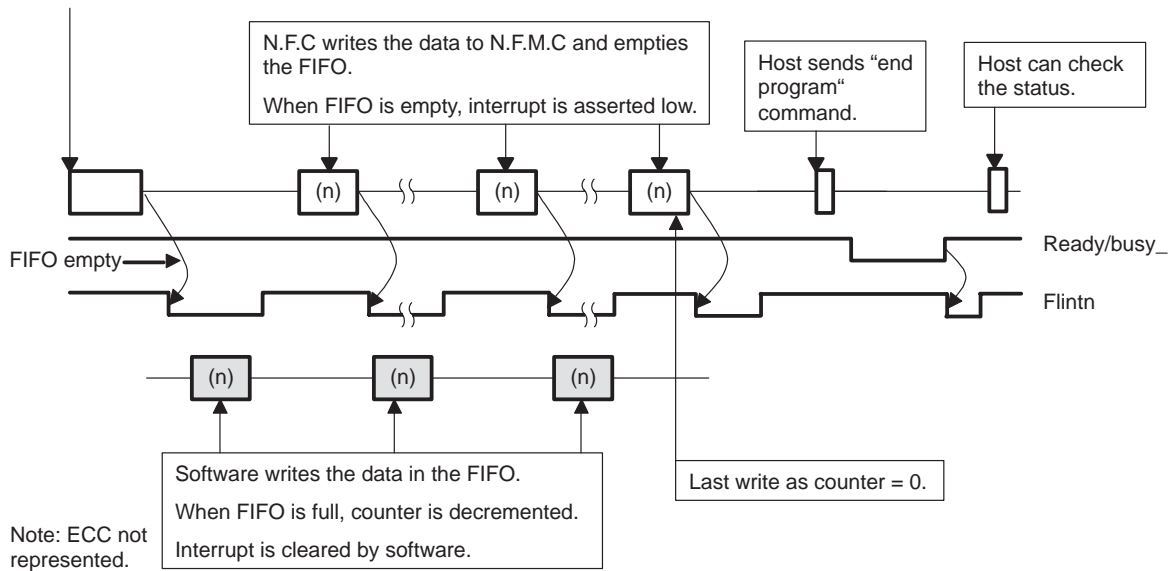 N.F.C writes the data to N.F.M.C and empties
the FIFO.
When FIFO is empty, interrupt is asserted low.
Host sends “end
program“
command.
Host can check
the status.
(n)
(n)
(n)
Ready/busy_
FIFO empty
Flintn
(n)
(n)
(n)
Software writes the data in the FIFO.
When FIFO is full, counter is decremented.
Interrupt is cleared by software.
Last write as counter = 0.
Note: ECC not
represented.